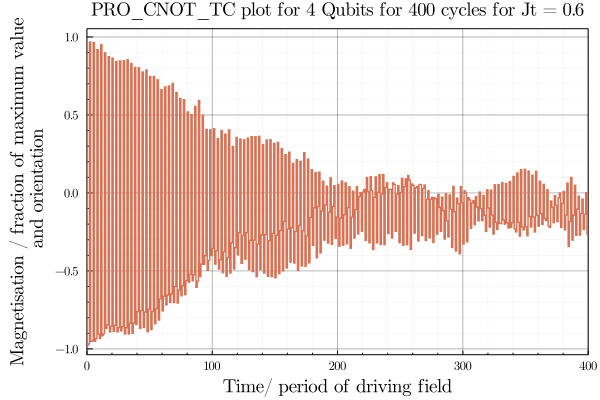 PRO_CNOT_TC plot for 4 Qubits for 400 cycles for Jt = 0.6
Magnetisation / fraction of maximum value
and orientation
1.0
0.5
0.0
−0.5
−1.0
0 100 200 300 400
Time/ period of driving field